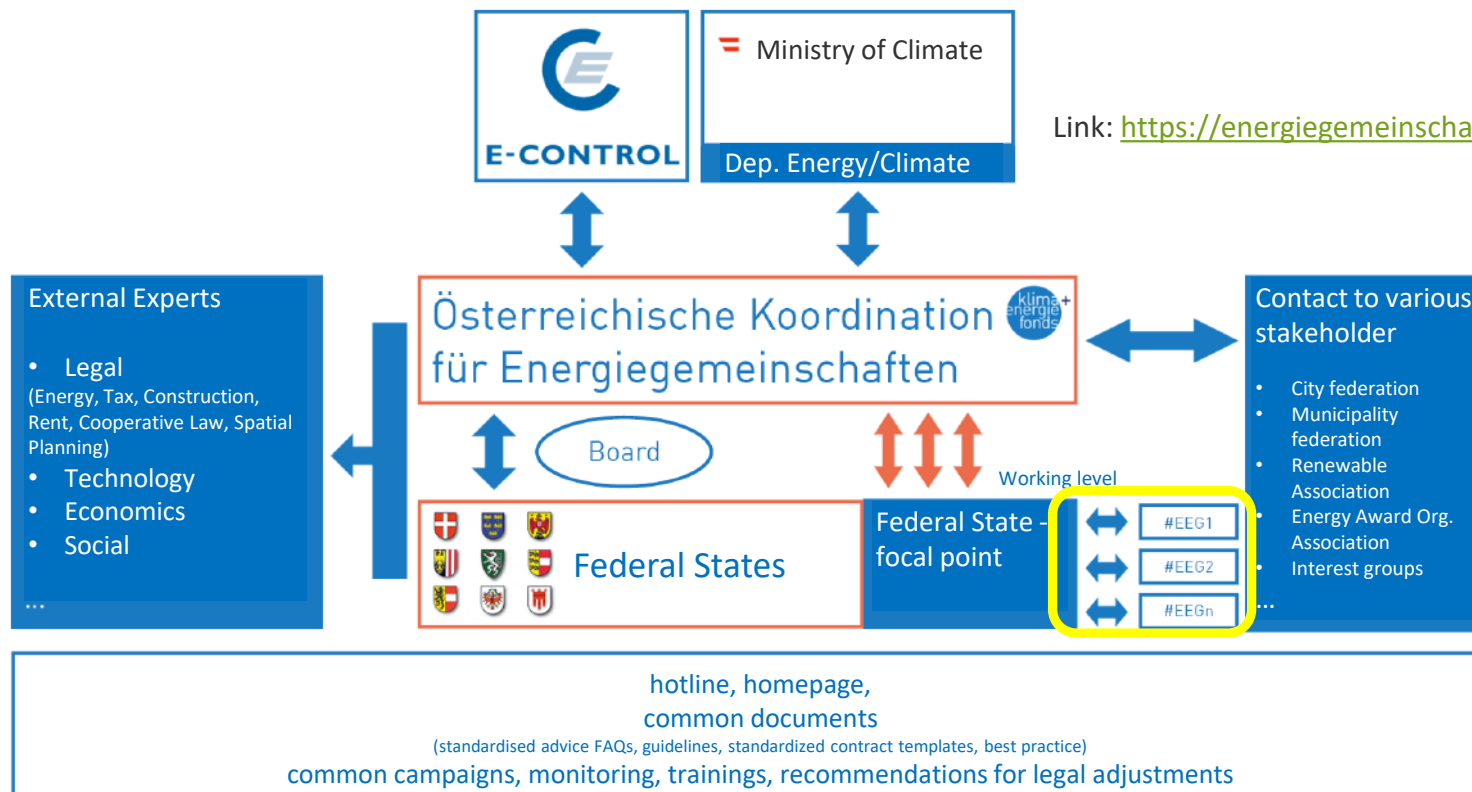 E-CONTROL
Ministry of Climate
Dep. Energy/Climate
Link: https://energiegemeinscha
External Experts
• Legal
(Energy, Tax, Construction,
Rent, Cooperative Law, Spatial
Planning)
• Technology
• Economics
• Social
...
Österreichische Koordination
für Energiegemeinschaften
klima+
energie
fonds
Board
Working level
Federal States
Federal State -
focal point
#EEG1
#EEG2
#EEGn
Contact to various
stakeholder
• City federation
• Municipality
federation
• Renewable
Association
• Energy Award Org.
Association
• Interest groups
...
hotline, homepage,
common documents
(standardised advice FAQs, guidelines, standardized contract templates, best practice)
common campaigns, monitoring, trainings, recommendations for legal adjustments